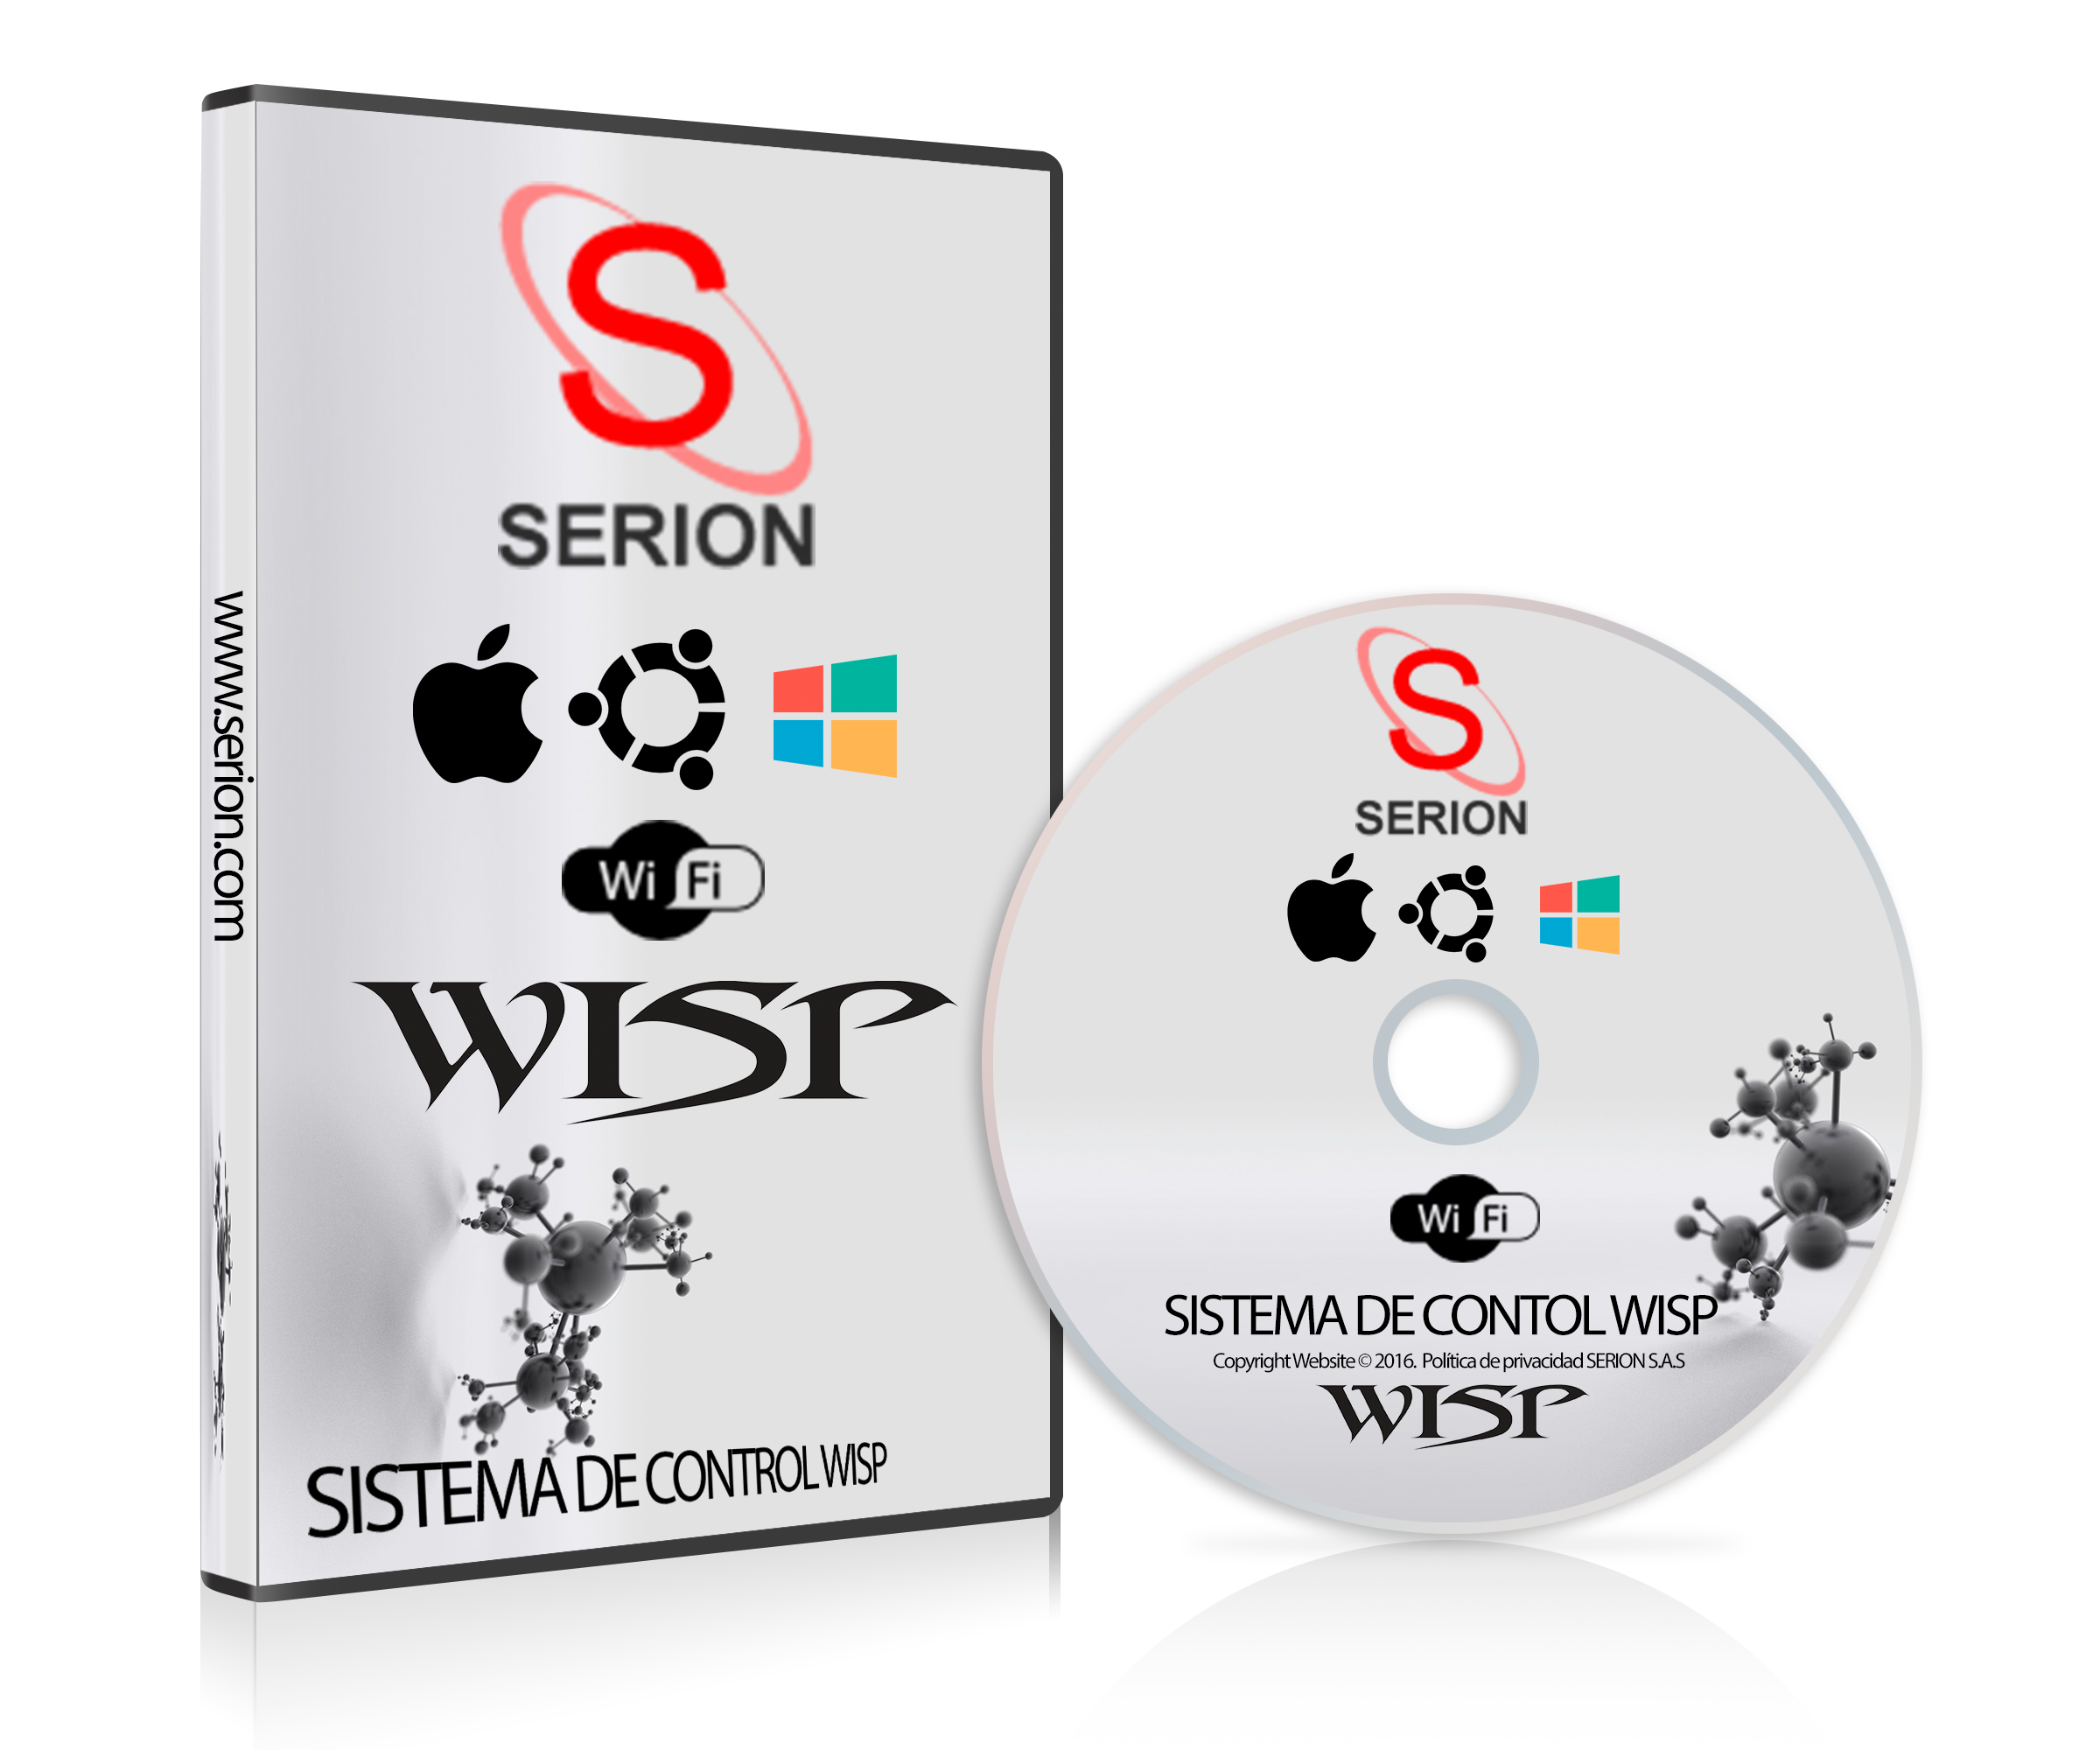 www.serion.com
S
SERION
Wi Fi
WISP
SISTEMA DE CONTROL WISP
S
SERION
Wi Fi
SISTEMA DE CONTOL WISP
Copyright Website © 2016. Política de privacidad SERION S.A.S
WISP